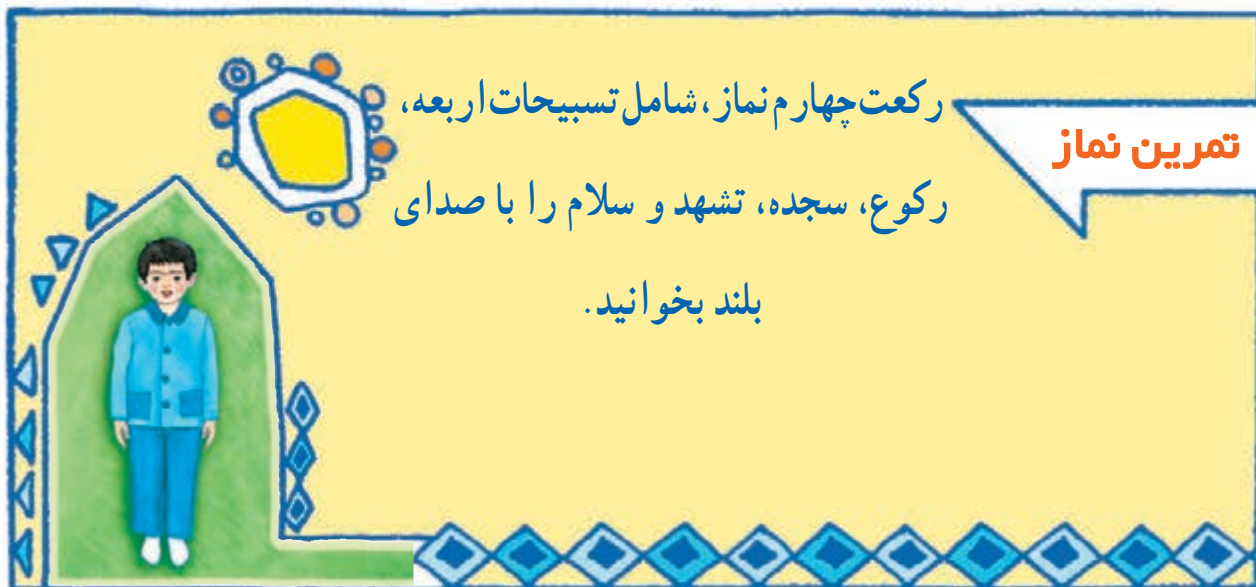 تمرین نماز
رکعت چهارم نماز، شامل تسبیحات اربعه،
رکوع، سجده، تشهد و سلام را با صدای
بلند بخوانید.